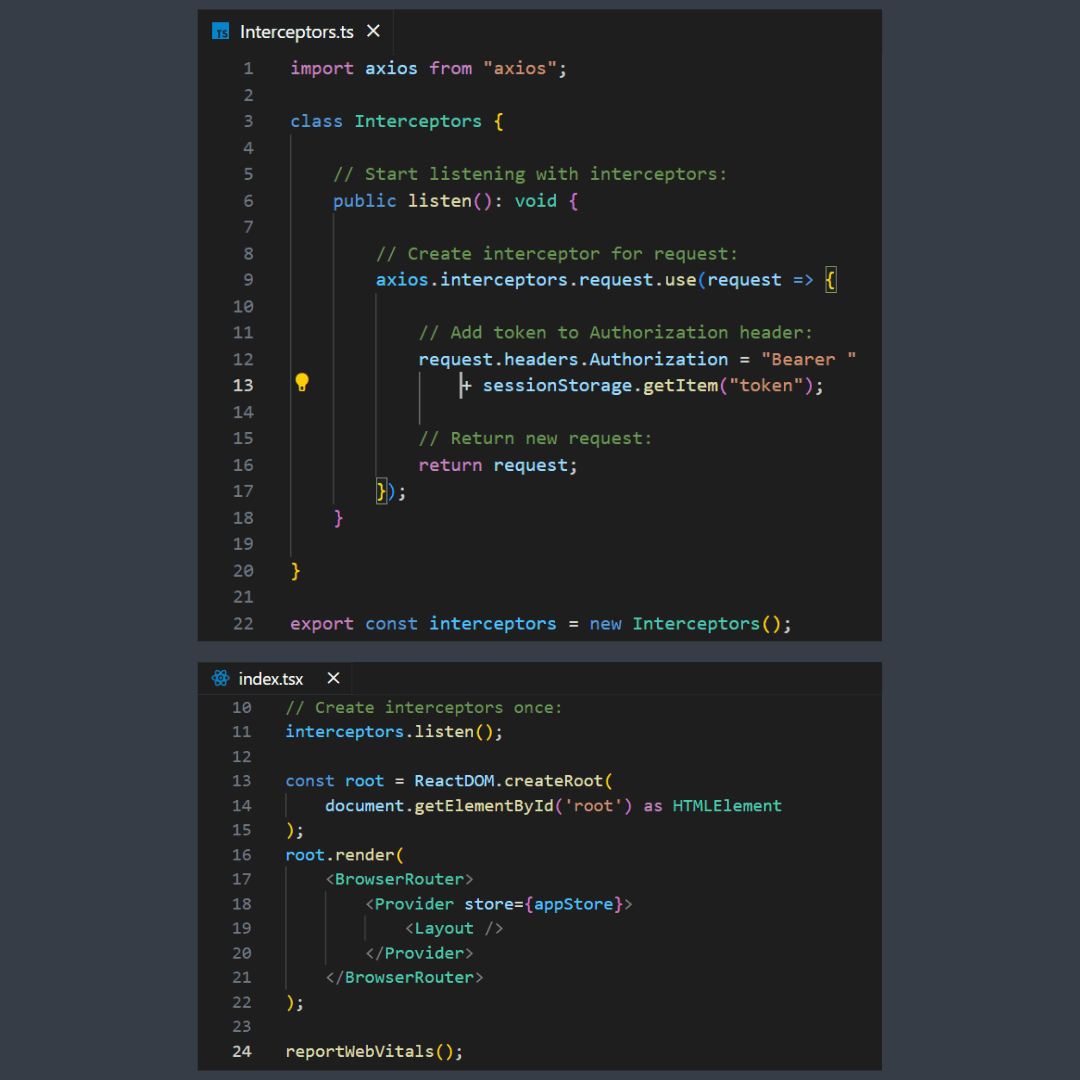 TS Interceptors.ts ×
1 import axios from "axios";
2
3 class Interceptors {
4
5 // Start listening with interceptors:
6 public listen(): void {
7
8 // Create interceptor for request:
9 axios.interceptors.request.use(request => {
10
11 // Add token to Authorization header:
12 request.headers.Authorization = "Bearer "
13 + sessionStorage.getItem("token");
14
15 // Return new request:
16 return request;
17 });
18 }
19
20 }
21
22 export const interceptors = new Interceptors();
index.tsx ×
10 // Create interceptors once:
11 interceptors.listen();
12
13 const root = ReactDOM.createRoot(
14 document.getElementById('root') as HTMLElement
15 );
16 root.render(
17 <BrowserRouter>
18 <Provider store={appStore}>
19 <Layout />
20 </Provider>
21 </BrowserRouter>
22 );
23
24 reportWebVitals();